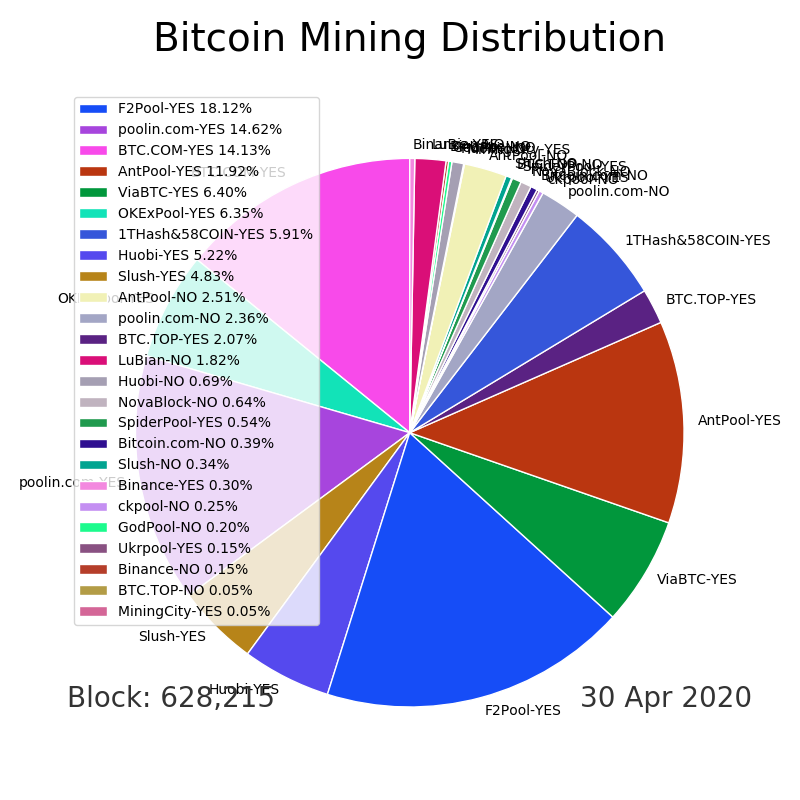 Bitcoin Mining Distribution
F2Pool-YES 18.12%
poolin.com-YES 14.62%
BTC.COM-YES 14.13%
AntPool-YES 11.92%
ViaBTC-YES 6.40%
OKExPool-YES 6.35%
1THash&58COIN-YES 5.91%
Huobi-YES 5.22%
Slush-YES 4.83%
AntPool-NO 2.51%
poolin.com-NO 2.36%
BTC.TOP-YES 2.07%
LuBian-NO 1.82%
Huobi-NO 0.69%
NovaBlock-NO 0.64%
SpiderPool-YES 0.54%
Bitcoin.com-NO 0.39%
Slush-NO 0.34%
Binance-YES 0.30%
ckpool-NO 0.25%
GodPool-NO 0.20%
Ukrpool-YES 0.15%
Binance-NO 0.15%
BTC.TOP-NO 0.05%
MiningCity-YES 0.05%
AntPool-NO
ckpool-NO
poolin.com-NO
1THash&58COIN-YES
BTC.TOP-YES
AntPool-YES
ViaBTC-YES
F2Pool-YES
Huobi-YES
Slush-YES
poolin.com-YES
Block: 628,215
30 Apr 2020